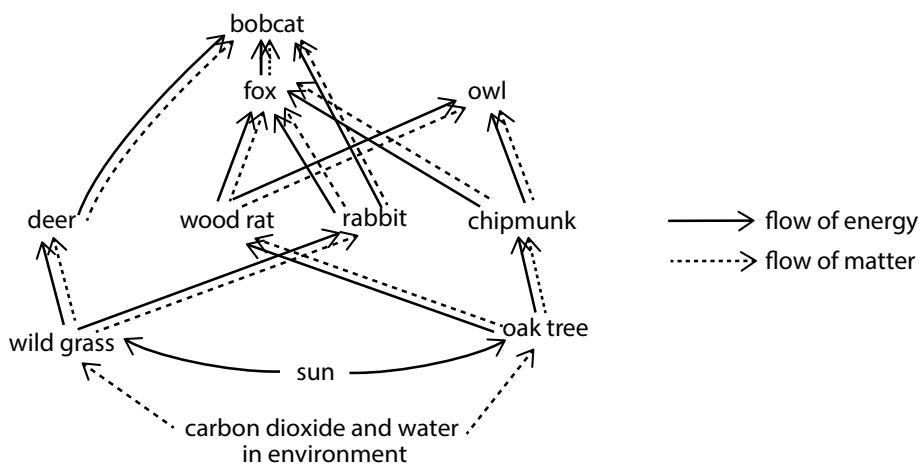 bobcat
fox
owl
deer
wood rat
rabbit
chipmunk
flow of energy
flow of matter
wild grass
oak tree
sun
carbon dioxide and water
in environment